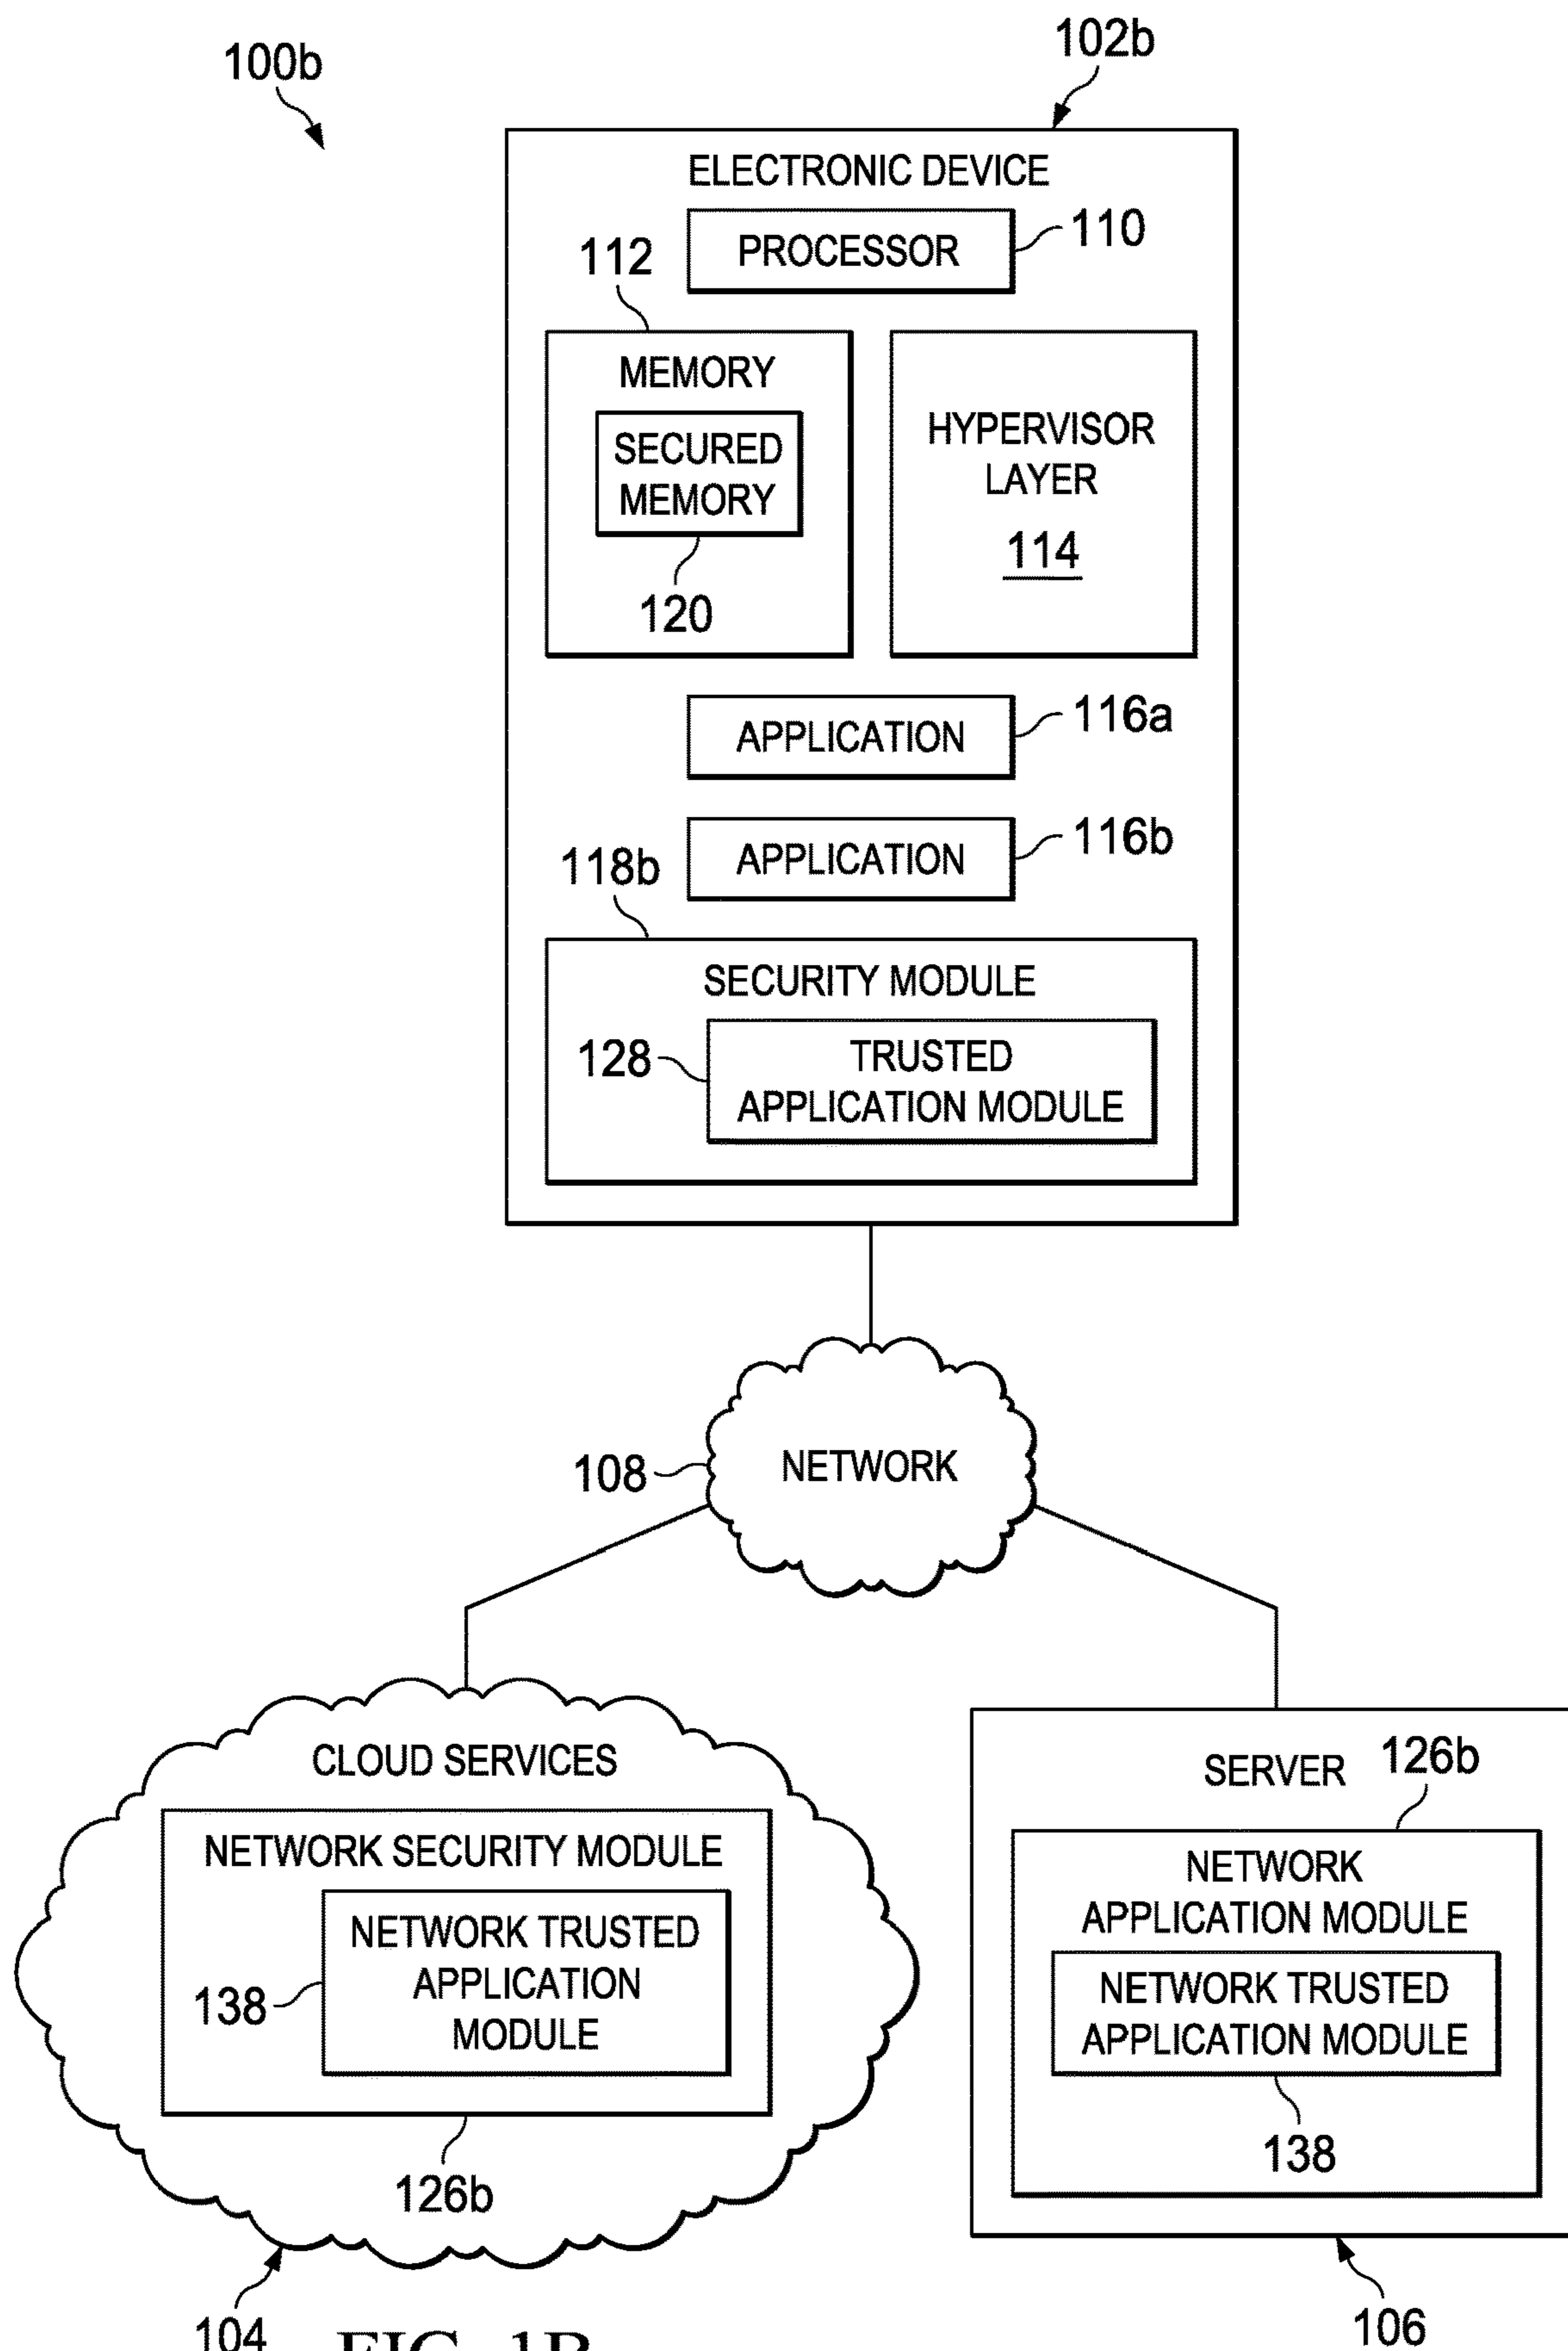 100b
102b
ELECTRONIC DEVICE
PROCESSOR
110
112
MEMORY
SECURED
MEMORY
120
HYPERVISOR
LAYER
114
APPLICATION
116a
APPLICATION
116b
118b
SECURITY MODULE
128
TRUSTED
APPLICATION MODULE
108
NETWORK
CLOUD SERVICES
NETWORK SECURITY MODULE
NETWORK TRUSTED
APPLICATION
MODULE
138
126b
104
SERVER
126b
NETWORK
APPLICATION MODULE
NETWORK TRUSTED
APPLICATION MODULE
138
106
FIG. 1B